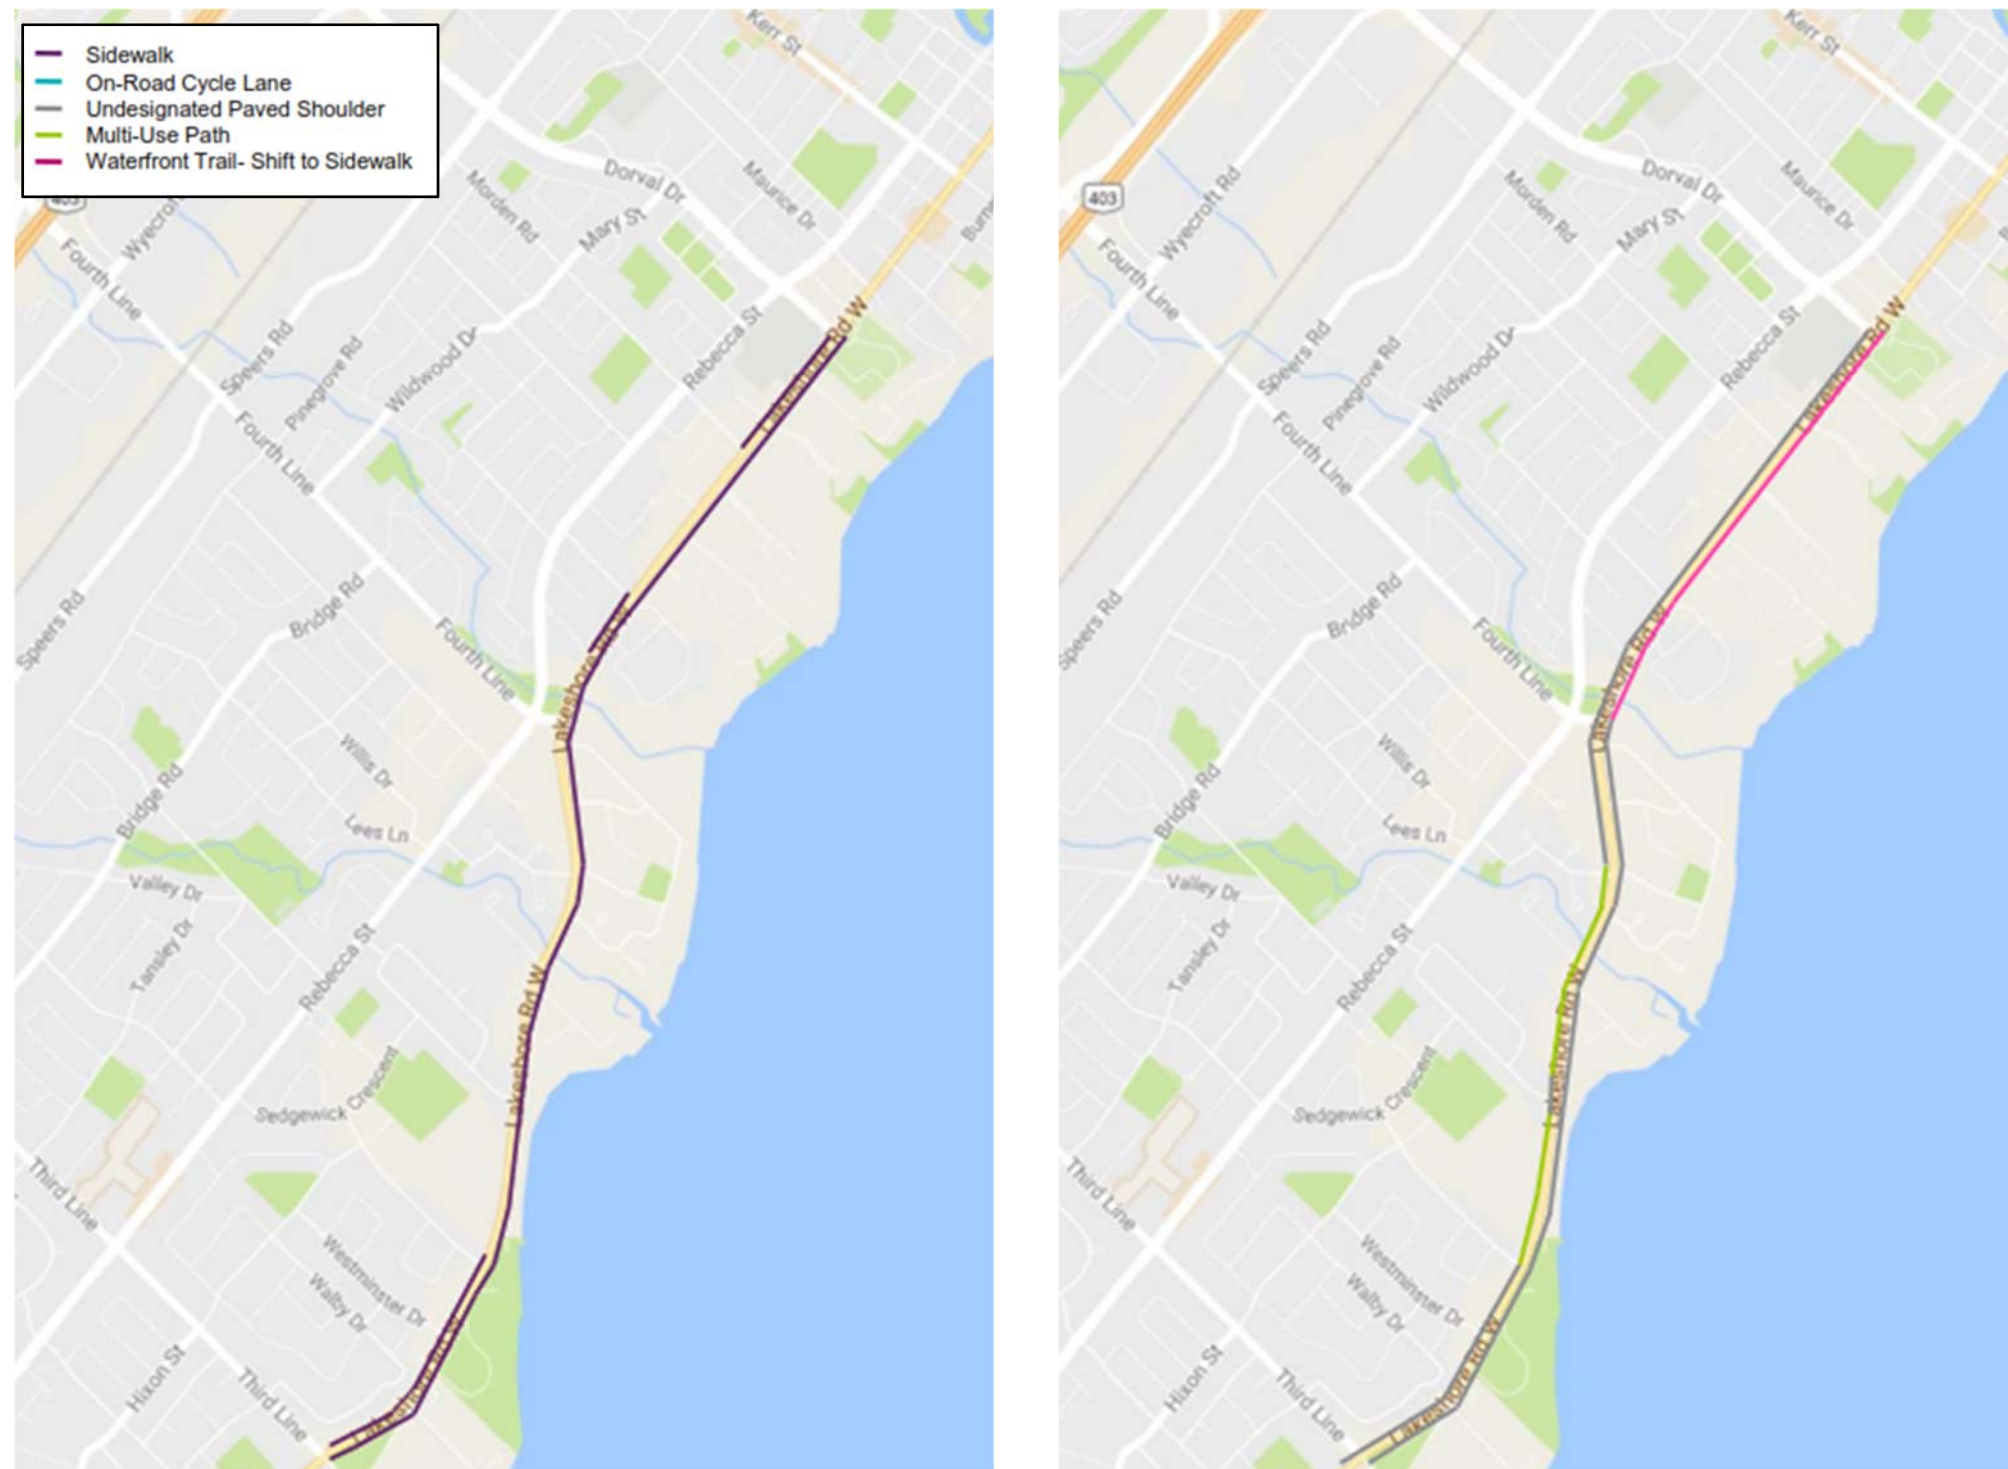 Sidewalk
On-Road Cycle Lane
Undesignated Paved Shoulder
Multi-Use Path
Waterfront Trail- Shift to Sidewalk
Kerr St
Dorval Dr
Maurice Dr
Morden Rd
Mary St
Fourth Line
Speers Rd
Pinegrove Rd
Wildwood Dr
Rebecca St
Lakeshore Rd W
Fourth Line
Speers Rd
Bridge Rd
Fourth Line
Lakeshore Rd W
Willis Dr
Bridge Rd
Lees Ln
Valley Dr
Tansley Dr
Rebecca St
Lakeshore Rd W
Sedgewick Crescent
Third Line
Westminster Dr
Walby Dr
Hixon St
Third Line
Lakeshore Rd W
Kerr St
403
Wyecroft Rd
Dorval Dr
Maurice Dr
Morden Rd
Mary St
Fourth Line
Speers Rd
Pinegrove Rd
Wildwood Dr
Rebecca St
Lakeshore Rd W
Fourth Line
Speers Rd
Bridge Rd
Fourth Line
Lakeshore Rd W
Willis Dr
Bridge Rd
Lees Ln
Valley Dr
Tansley Dr
Rebecca St
Lakeshore Rd W
Sedgewick Crescent
Third Line
Westminster Dr
Walby Dr
Hixon St
Third Line
Lakeshore Rd W